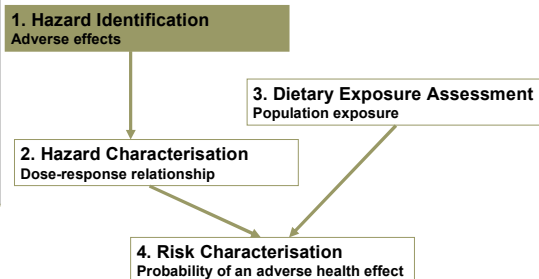 1. Hazard Identification
Adverse effects
3. Dietary Exposure Assessment
Population exposure
2. Hazard Characterisation
Dose-response relationship
4. Risk Characterisation
Probability of an adverse health effect